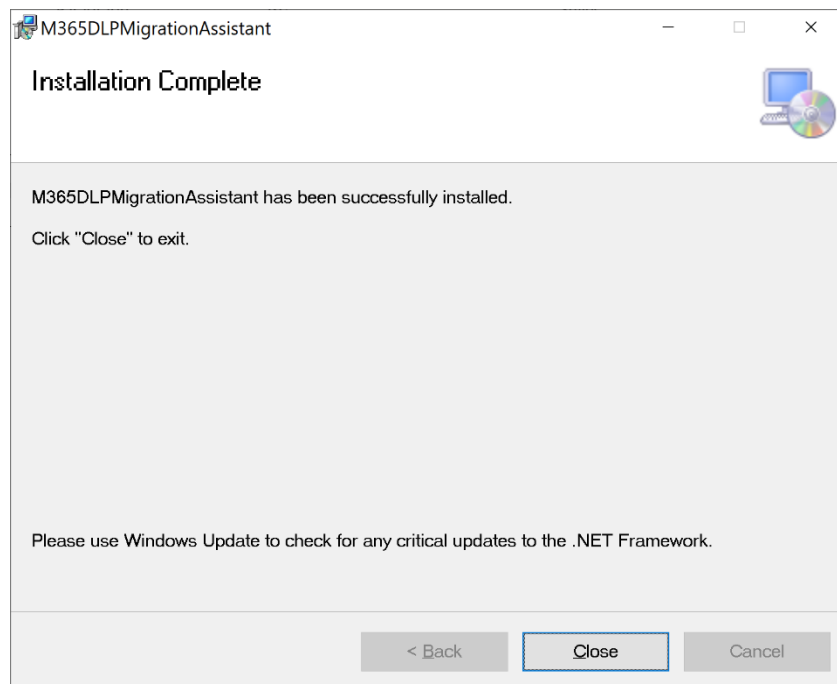 M365DLPMigrationAssistant
Installation Complete
M365DLPMigrationAssistant has been successfully installed.
Click "Close" to exit.
Please use Windows Update to check for any critical updates to the .NET Framework.
< Back
Close
Cancel